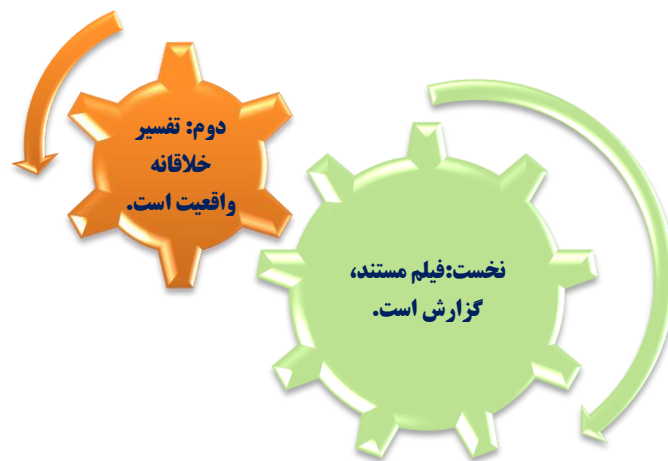 دوم: تفسیر
خلاقانه
واقعیت است.
نخست:فیلم مستند،
گزارش است.